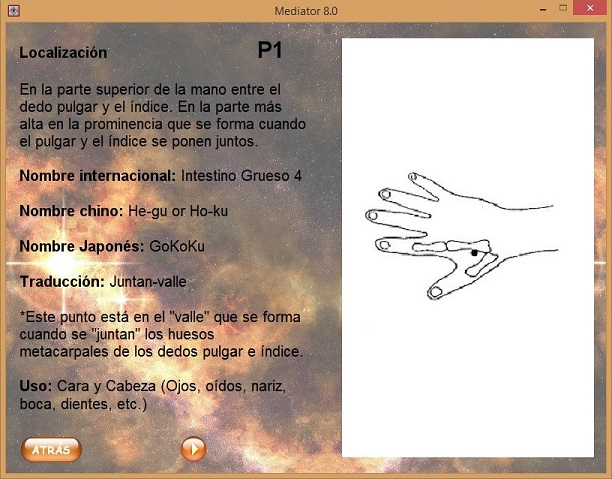 Mediator 8.0
Localización
P1
En la parte superior de la mano entre el
dedo pulgar y el índice. En la parte más
alta en la prominencia que se forma cuando
el pulgar y el índice se ponen juntos.
Nombre internacional: Intestino Grueso 4
Nombre chino: He-gu or Ho-ku
Nombre Japonés: GoKoKu
Traducción: Juntan-valle
*Este punto está en el "valle" que se forma
cuando se "juntan" los huesos
metacarpales de los dedos pulgar e índice.
Uso: Cara y Cabeza (Ojos, oídos, nariz,
boca, dientes, etc.)
ATRÁS